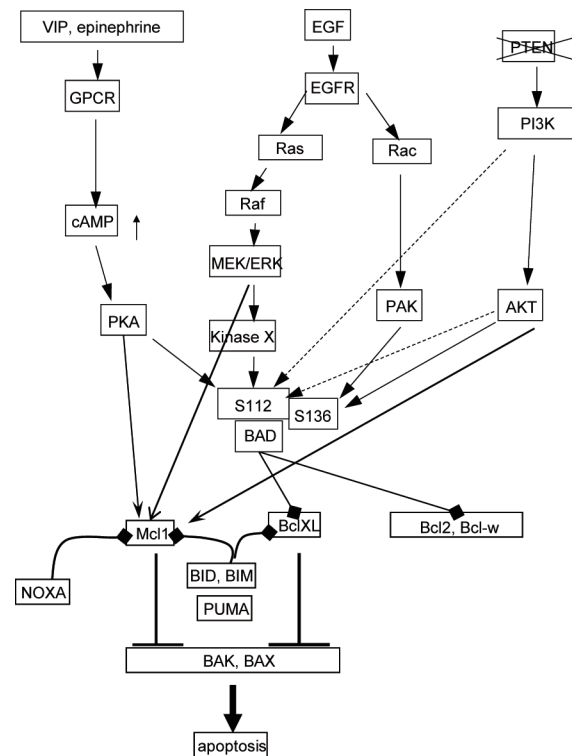 VIP, epinephrine
EGF
PTEN
GPCR
EGFR
PI3K
Ras
Rac
cAMP
Raf
MEK/ERK
PKA
Kinase X
PAK
AKT
S112
S136
BAD
Mcl1
BclXL
Bcl2, Bcl-w
NOXA
BID, BIM
PUMA
BAK, BAX
apoptosis